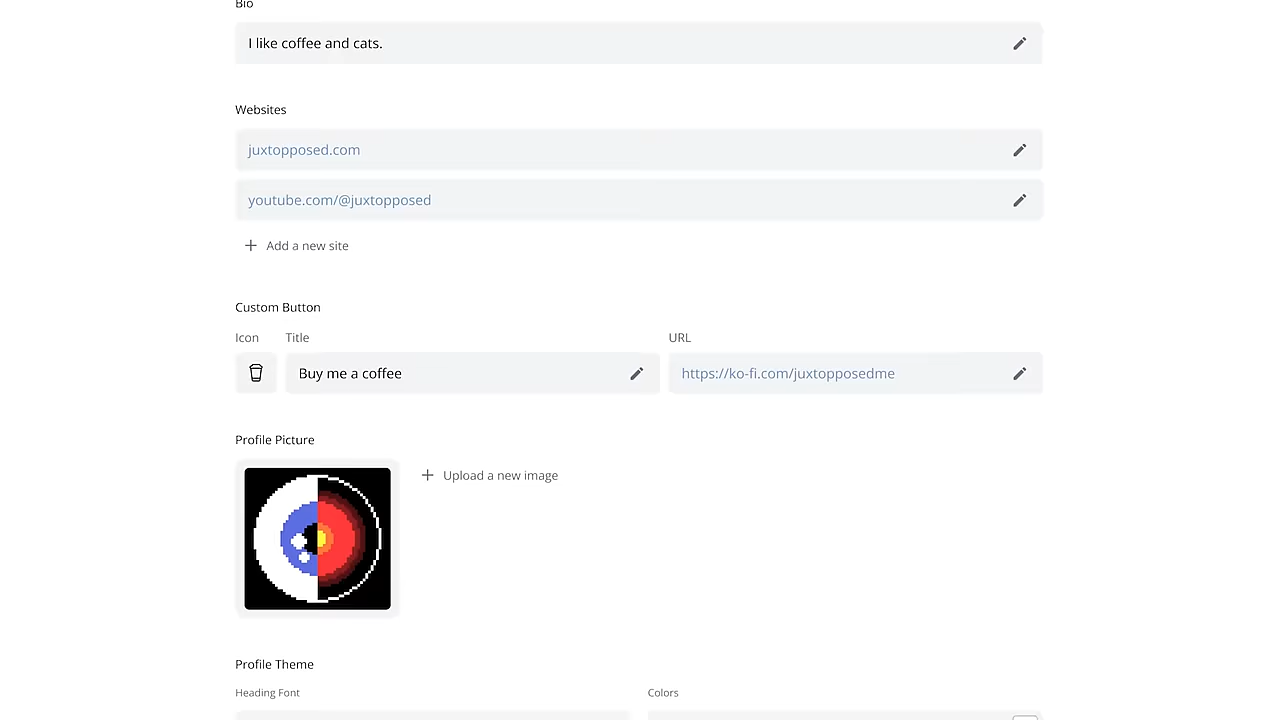 Bio
I like coffee and cats.
Websites
juxtopposed.com
youtube.com/@juxtopposed
Add a new site
Custom Button
Icon Title URL
Buy me a coffee https://ko-fi.com/juxtopposedme
Profile Picture
Upload a new image
Profile Theme
Heading Font Colors